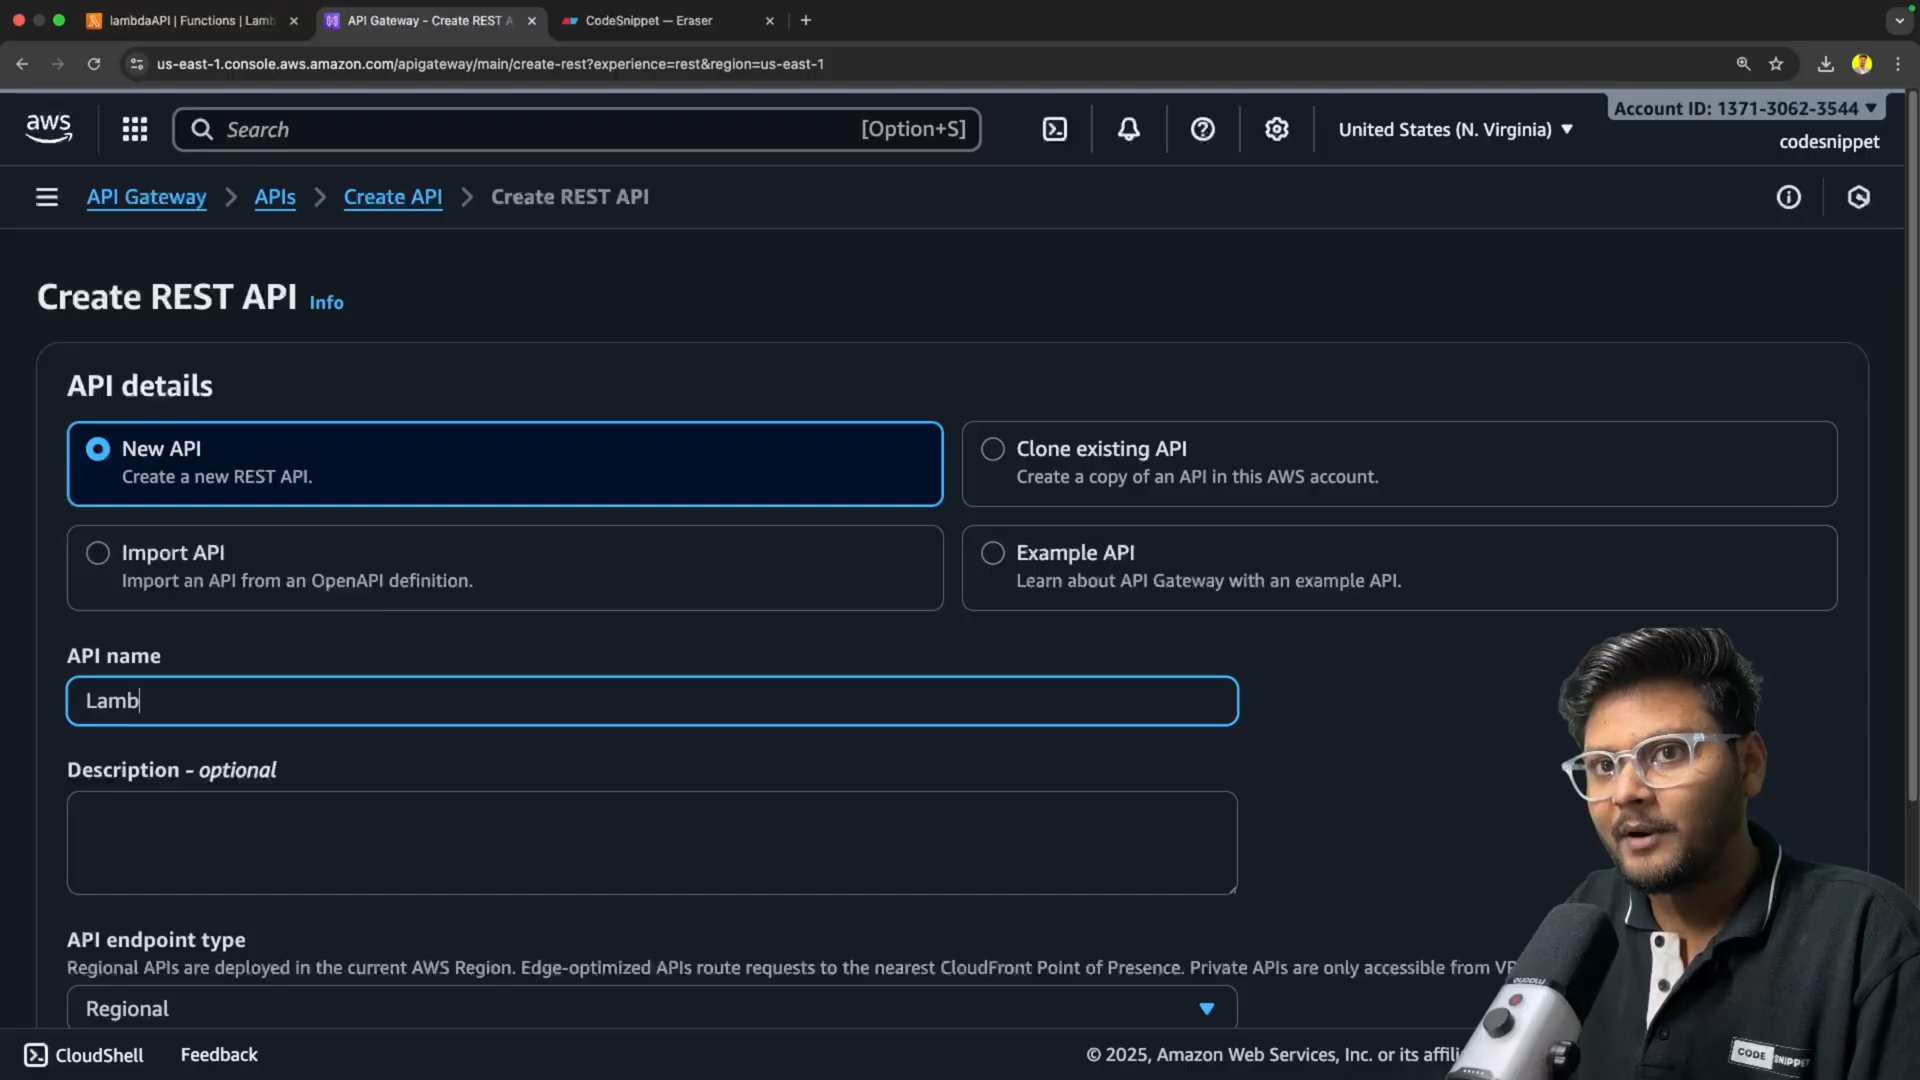 lambdaAPI | Functions | Lamb
API Gateway - Create REST A
CodeSnippet — Eraser
us-east-1.console.aws.amazon.com/apigateway/main/create-rest?experience=rest&region=us-east-1
aws
Search
[Option+S]
United States (N. Virginia)
Account ID: 1371-3062-3544
codesnippet
API Gateway
APIs
Create API
Create REST API
Create REST API Info
API details
New API
Create a new REST API.
Clone existing API
Create a copy of an API in this AWS account.
Import API
Import an API from an OpenAPI definition.
Example API
Learn about API Gateway with an example API.
API name
Lamb
Description - optional
API endpoint type
Regional APIs are deployed in the current AWS Region. Edge-optimized APIs route requests to the nearest CloudFront Point of Presence. Private APIs are only accessible from VP
Regional
CloudShell
Feedback
© 2025, Amazon Web Services, Inc. or its affili
CODE SNIPPET